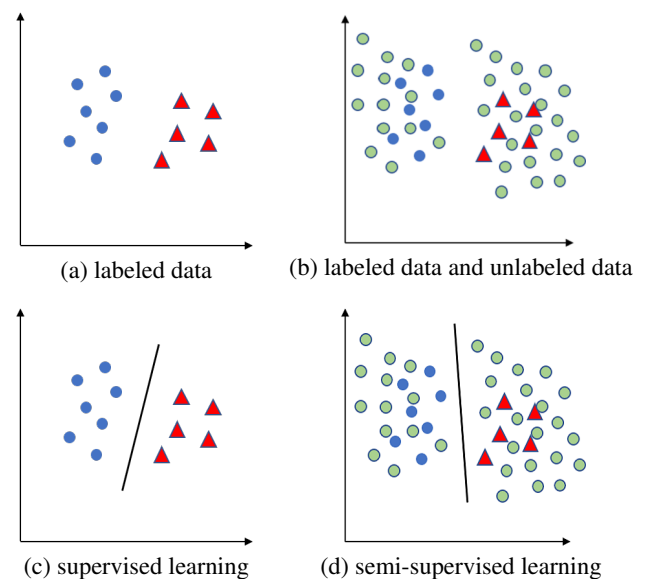 (a) labeled data
(b) labeled data and unlabeled data
(c) supervised learning
(d) semi-supervised learning